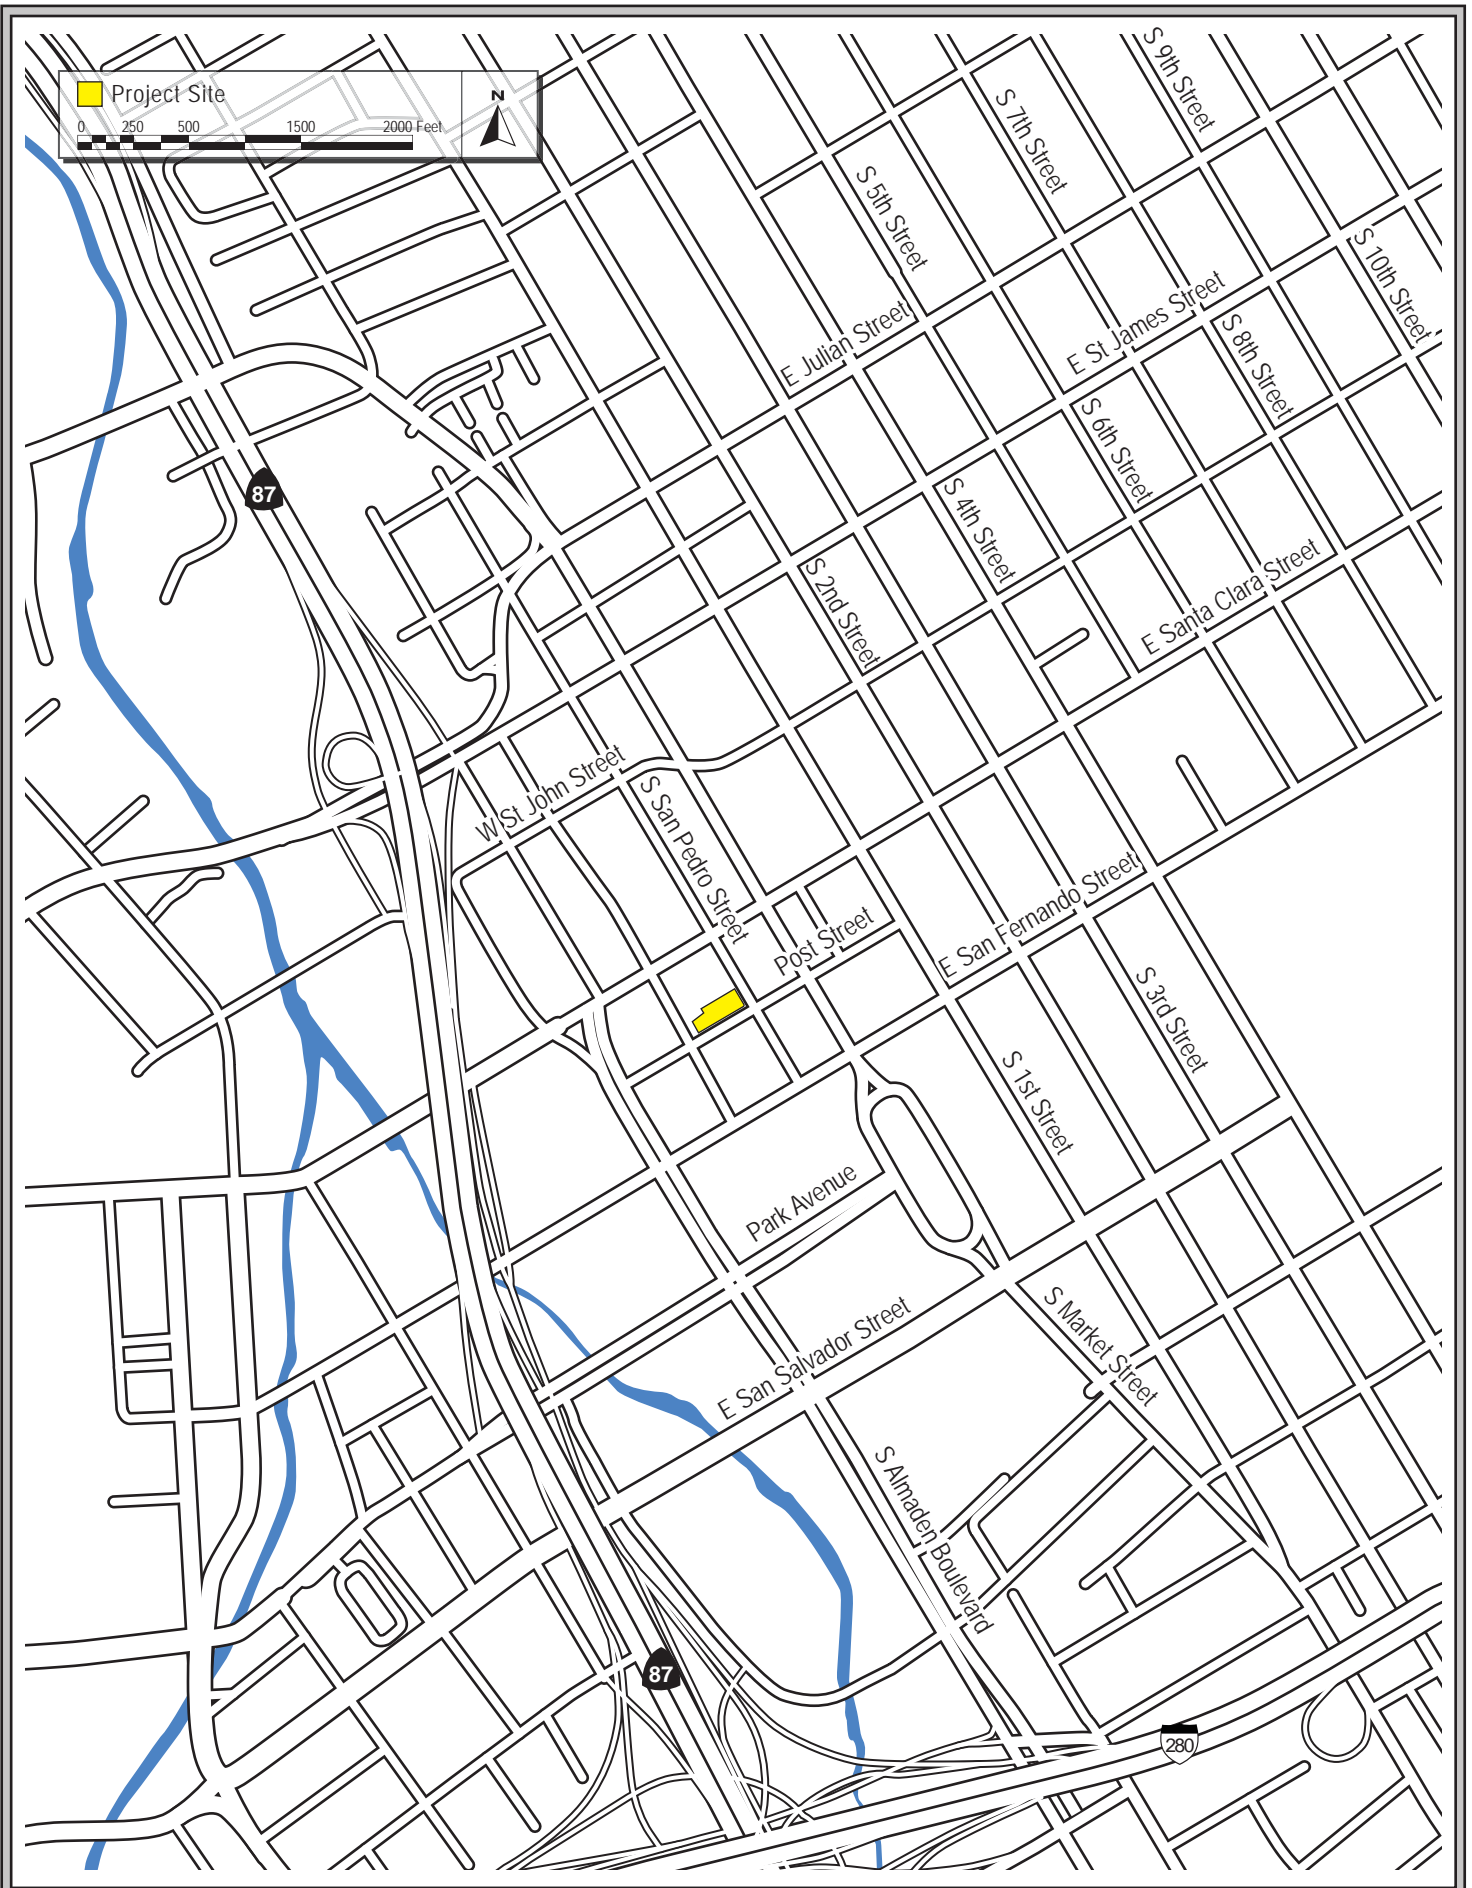 Project Site
N
0 250 500 1500 2000 Feet
S 9th Street
S 7th Street
S 5th Street
S 10th Street
E Julian Street
E St James Street
S 8th Street
S 6th Street
87
S 4th Street
S 2nd Street
E Santa Clara Street
W St John Street
S San Pedro Street
Post Street
E San Fernando Street
S 3rd Street
S 1st Street
Park Avenue
E San Salvador Street
S Market Street
S Almaden Boulevard
87
280